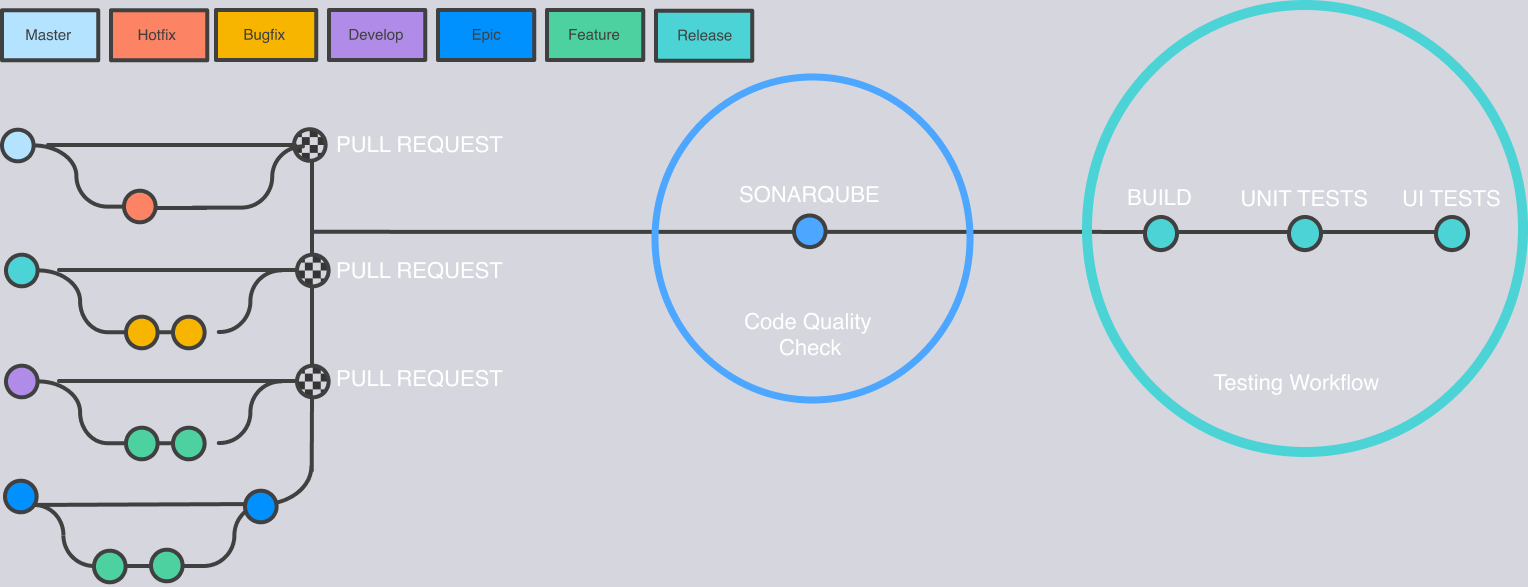 Master
Hotfix
Bugfix
Develop
Epic
Feature
Release
PULL REQUEST
SONARQUBE
BUILD
UNIT TESTS
UI TESTS
PULL REQUEST
Code Quality
Check
PULL REQUEST
Testing Workflow